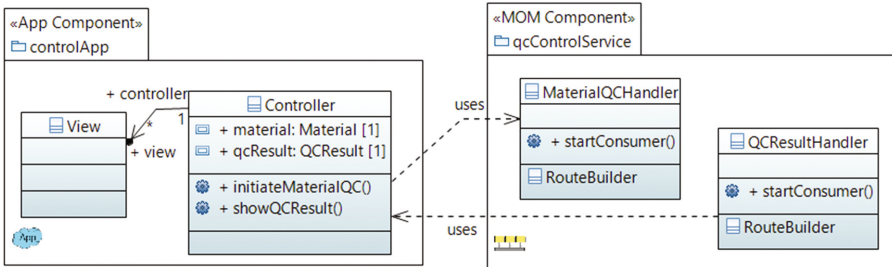 «App Component»
controlApp
+ controller
1
*
+ view
View
Controller
+ material: Material [1]
+ qcResult: QCResult [1]
+ initiateMaterialQC()
+ showQCResult()
App
uses
uses
«MOM Component»
qcControlService
MaterialQCHandler
+ startConsumer()
RouteBuilder
QCResultHandler
+ startConsumer()
RouteBuilder